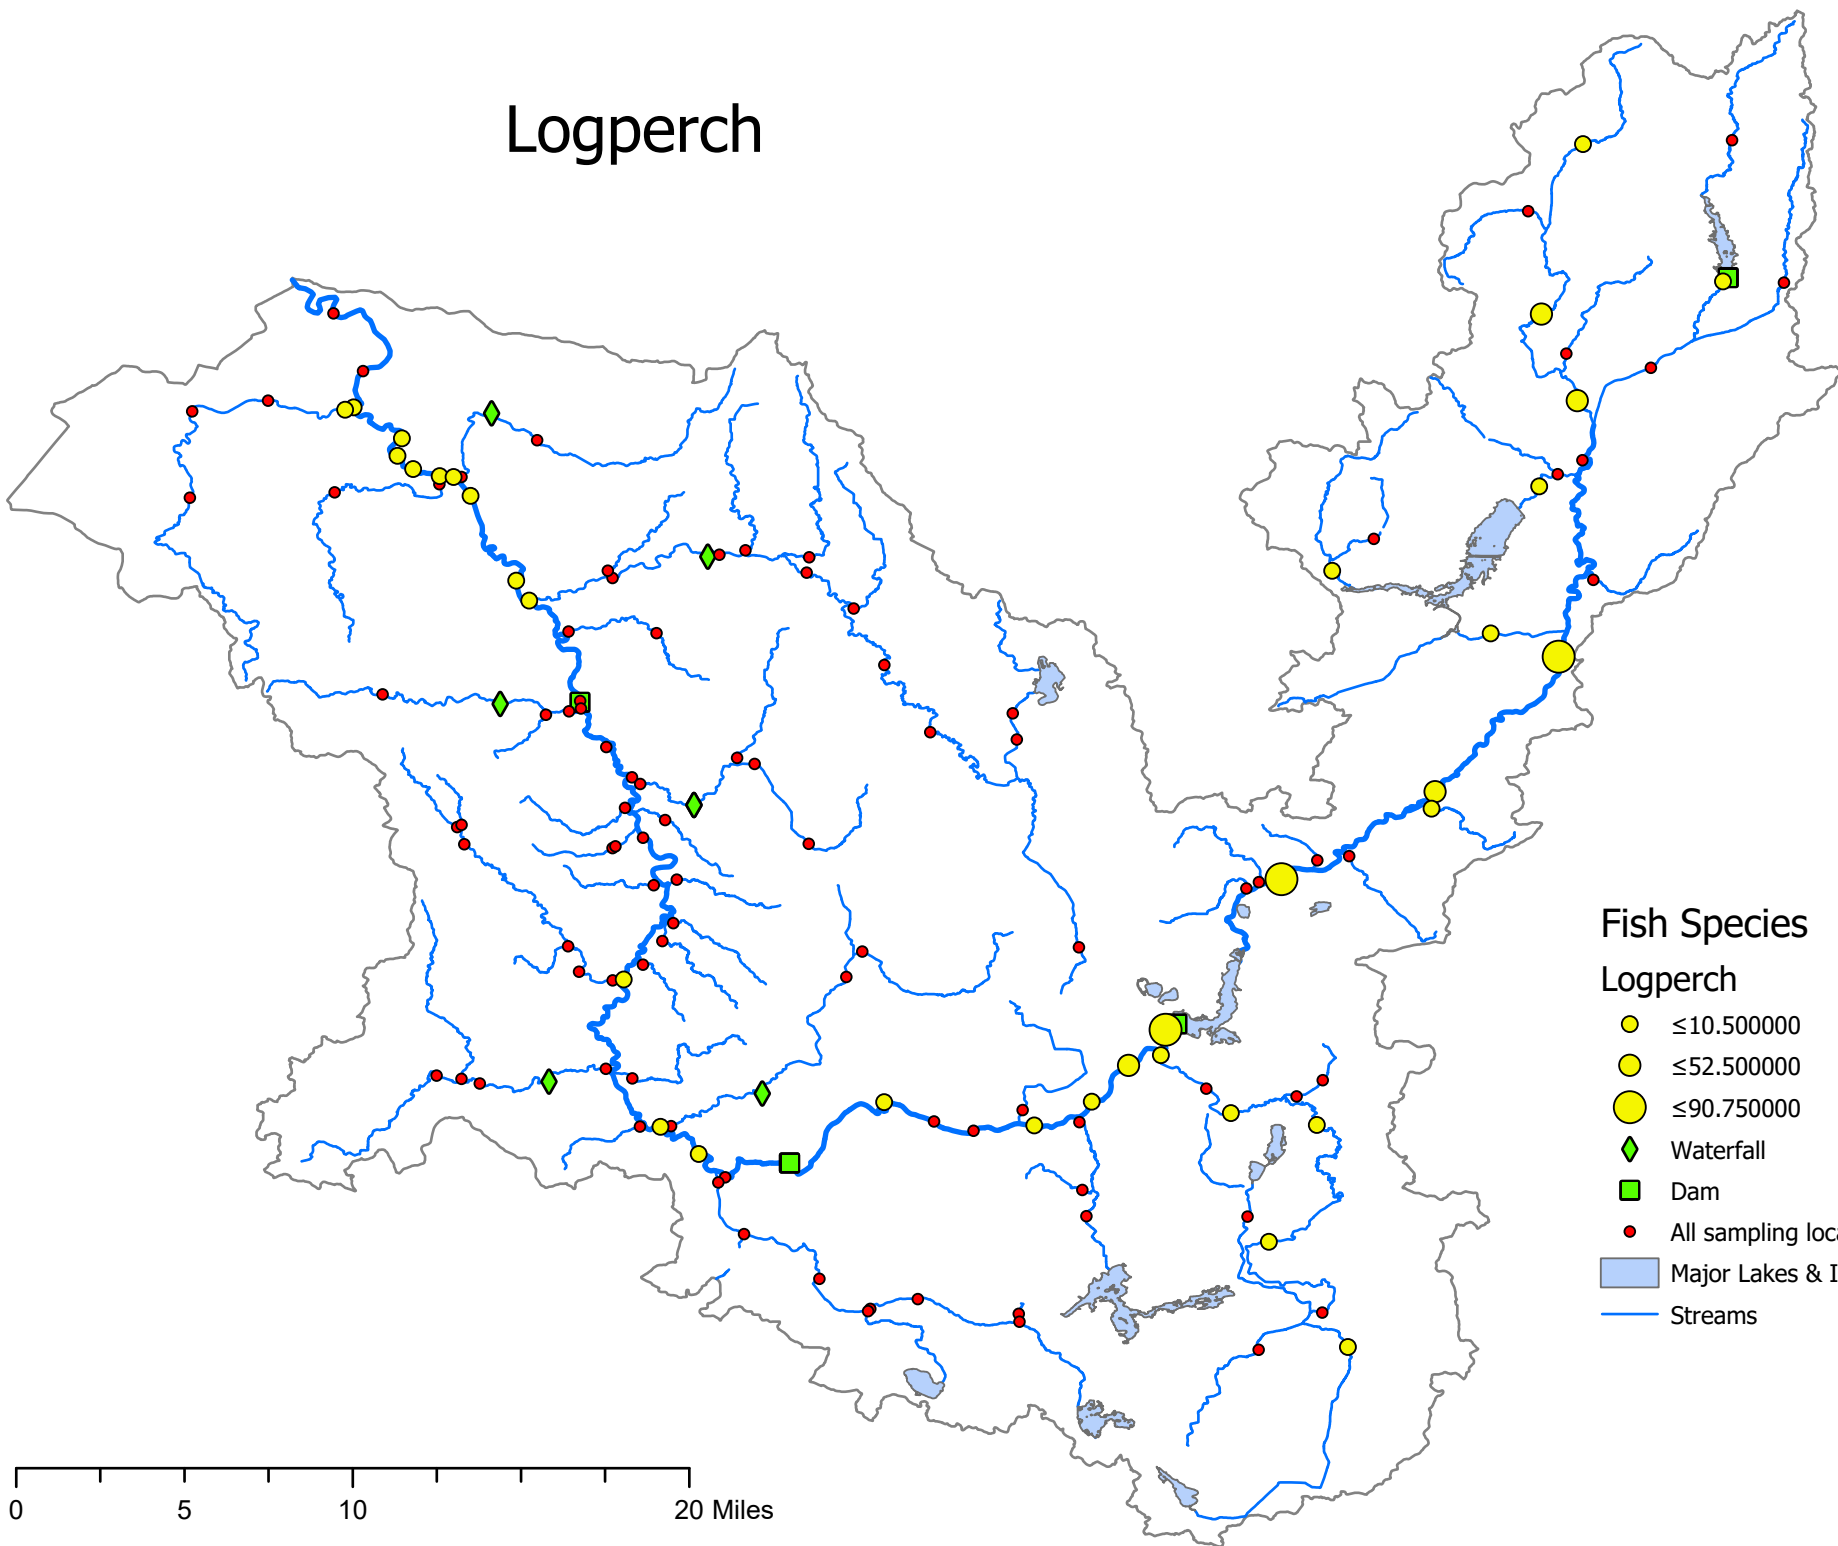 Logperch
Fish Species
Logperch
≤10.500000
≤52.500000
≤90.750000
Waterfall
Dam
All sampling loca
Major Lakes & I
Streams
0 5 10 20 Miles